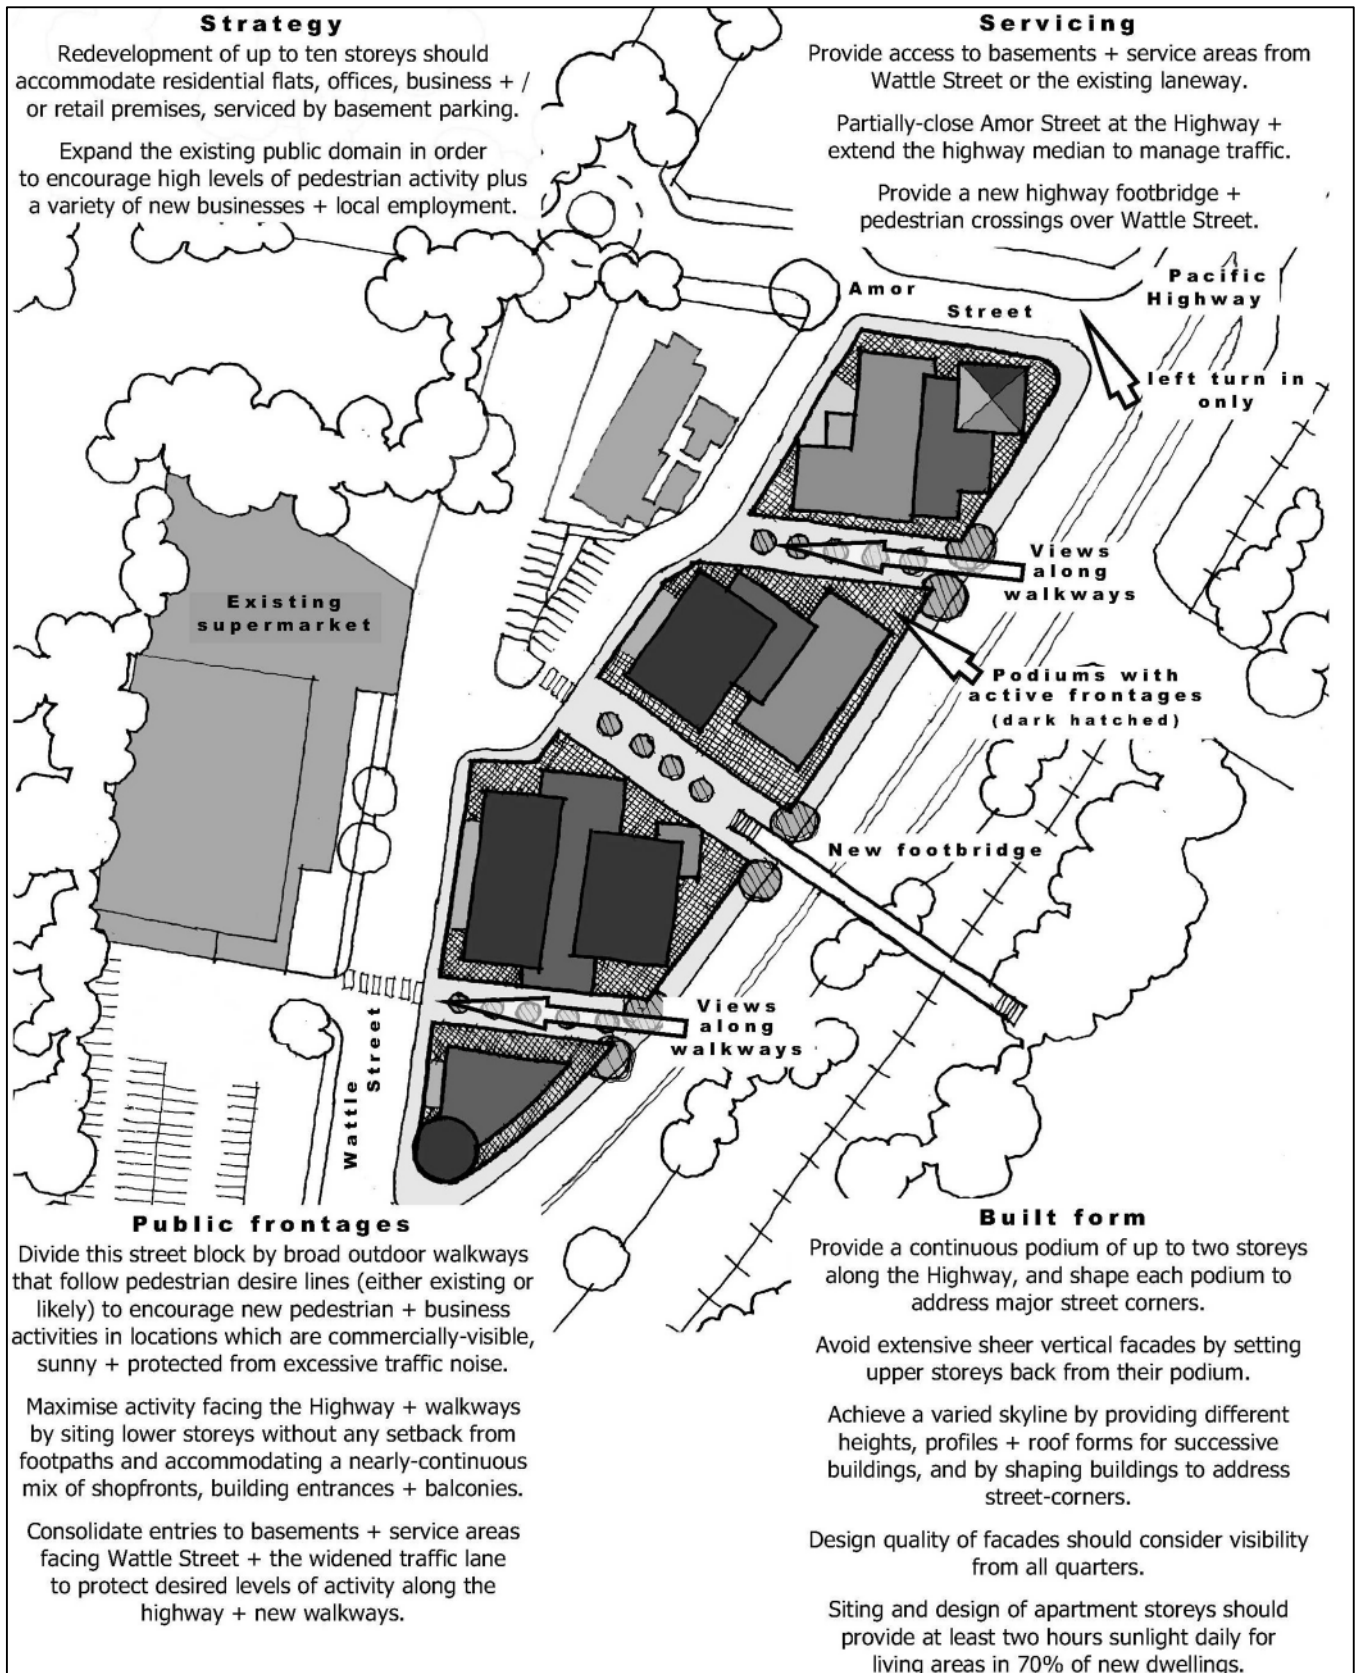 Strategy
Redevelopment of up to ten storeys should
accommodate residential flats, offices, business + /
or retail premises, serviced by basement parking.
Expand the existing public domain in order
to encourage high levels of pedestrian activity plus
a variety of new businesses + local employment.
Servicing
Provide access to basements + service areas from
Wattle Street or the existing laneway.
Partially-close Amor Street at the Highway +
extend the highway median to manage traffic.
Provide a new highway footbridge +
pedestrian crossings over Wattle Street.
Amor
Street
Pacific
Highway
left turn in
only
Views
along
walkways
Existing
supermarket
Podiums with
active frontages
(dark hatched)
New footbridge
Views
along
walkways
Wattle
Street
Public frontages
Divide this street block by broad outdoor walkways
that follow pedestrian desire lines (either existing or
likely) to encourage new pedestrian + business
activities in locations which are commercially-visible,
sunny + protected from excessive traffic noise.
Maximise activity facing the Highway + walkways
by siting lower storeys without any setback from
footpaths and accommodating a nearly-continuous
mix of shopfronts, building entrances + balconies.
Consolidate entries to basements + service areas
facing Wattle Street + the widened traffic lane
to protect desired levels of activity along the
highway + new walkways.
Built form
Provide a continuous podium of up to two storeys
along the Highway, and shape each podium to
address major street corners.
Avoid extensive sheer vertical facades by setting
upper storeys back from their podium.
Achieve a varied skyline by providing different
heights, profiles + roof forms for successive
buildings, and by shaping buildings to address
street-corners.
Design quality of facades should consider visibility
from all quarters.
Siting and design of apartment storeys should
provide at least two hours sunlight daily for
living areas in 70% of new dwellings.